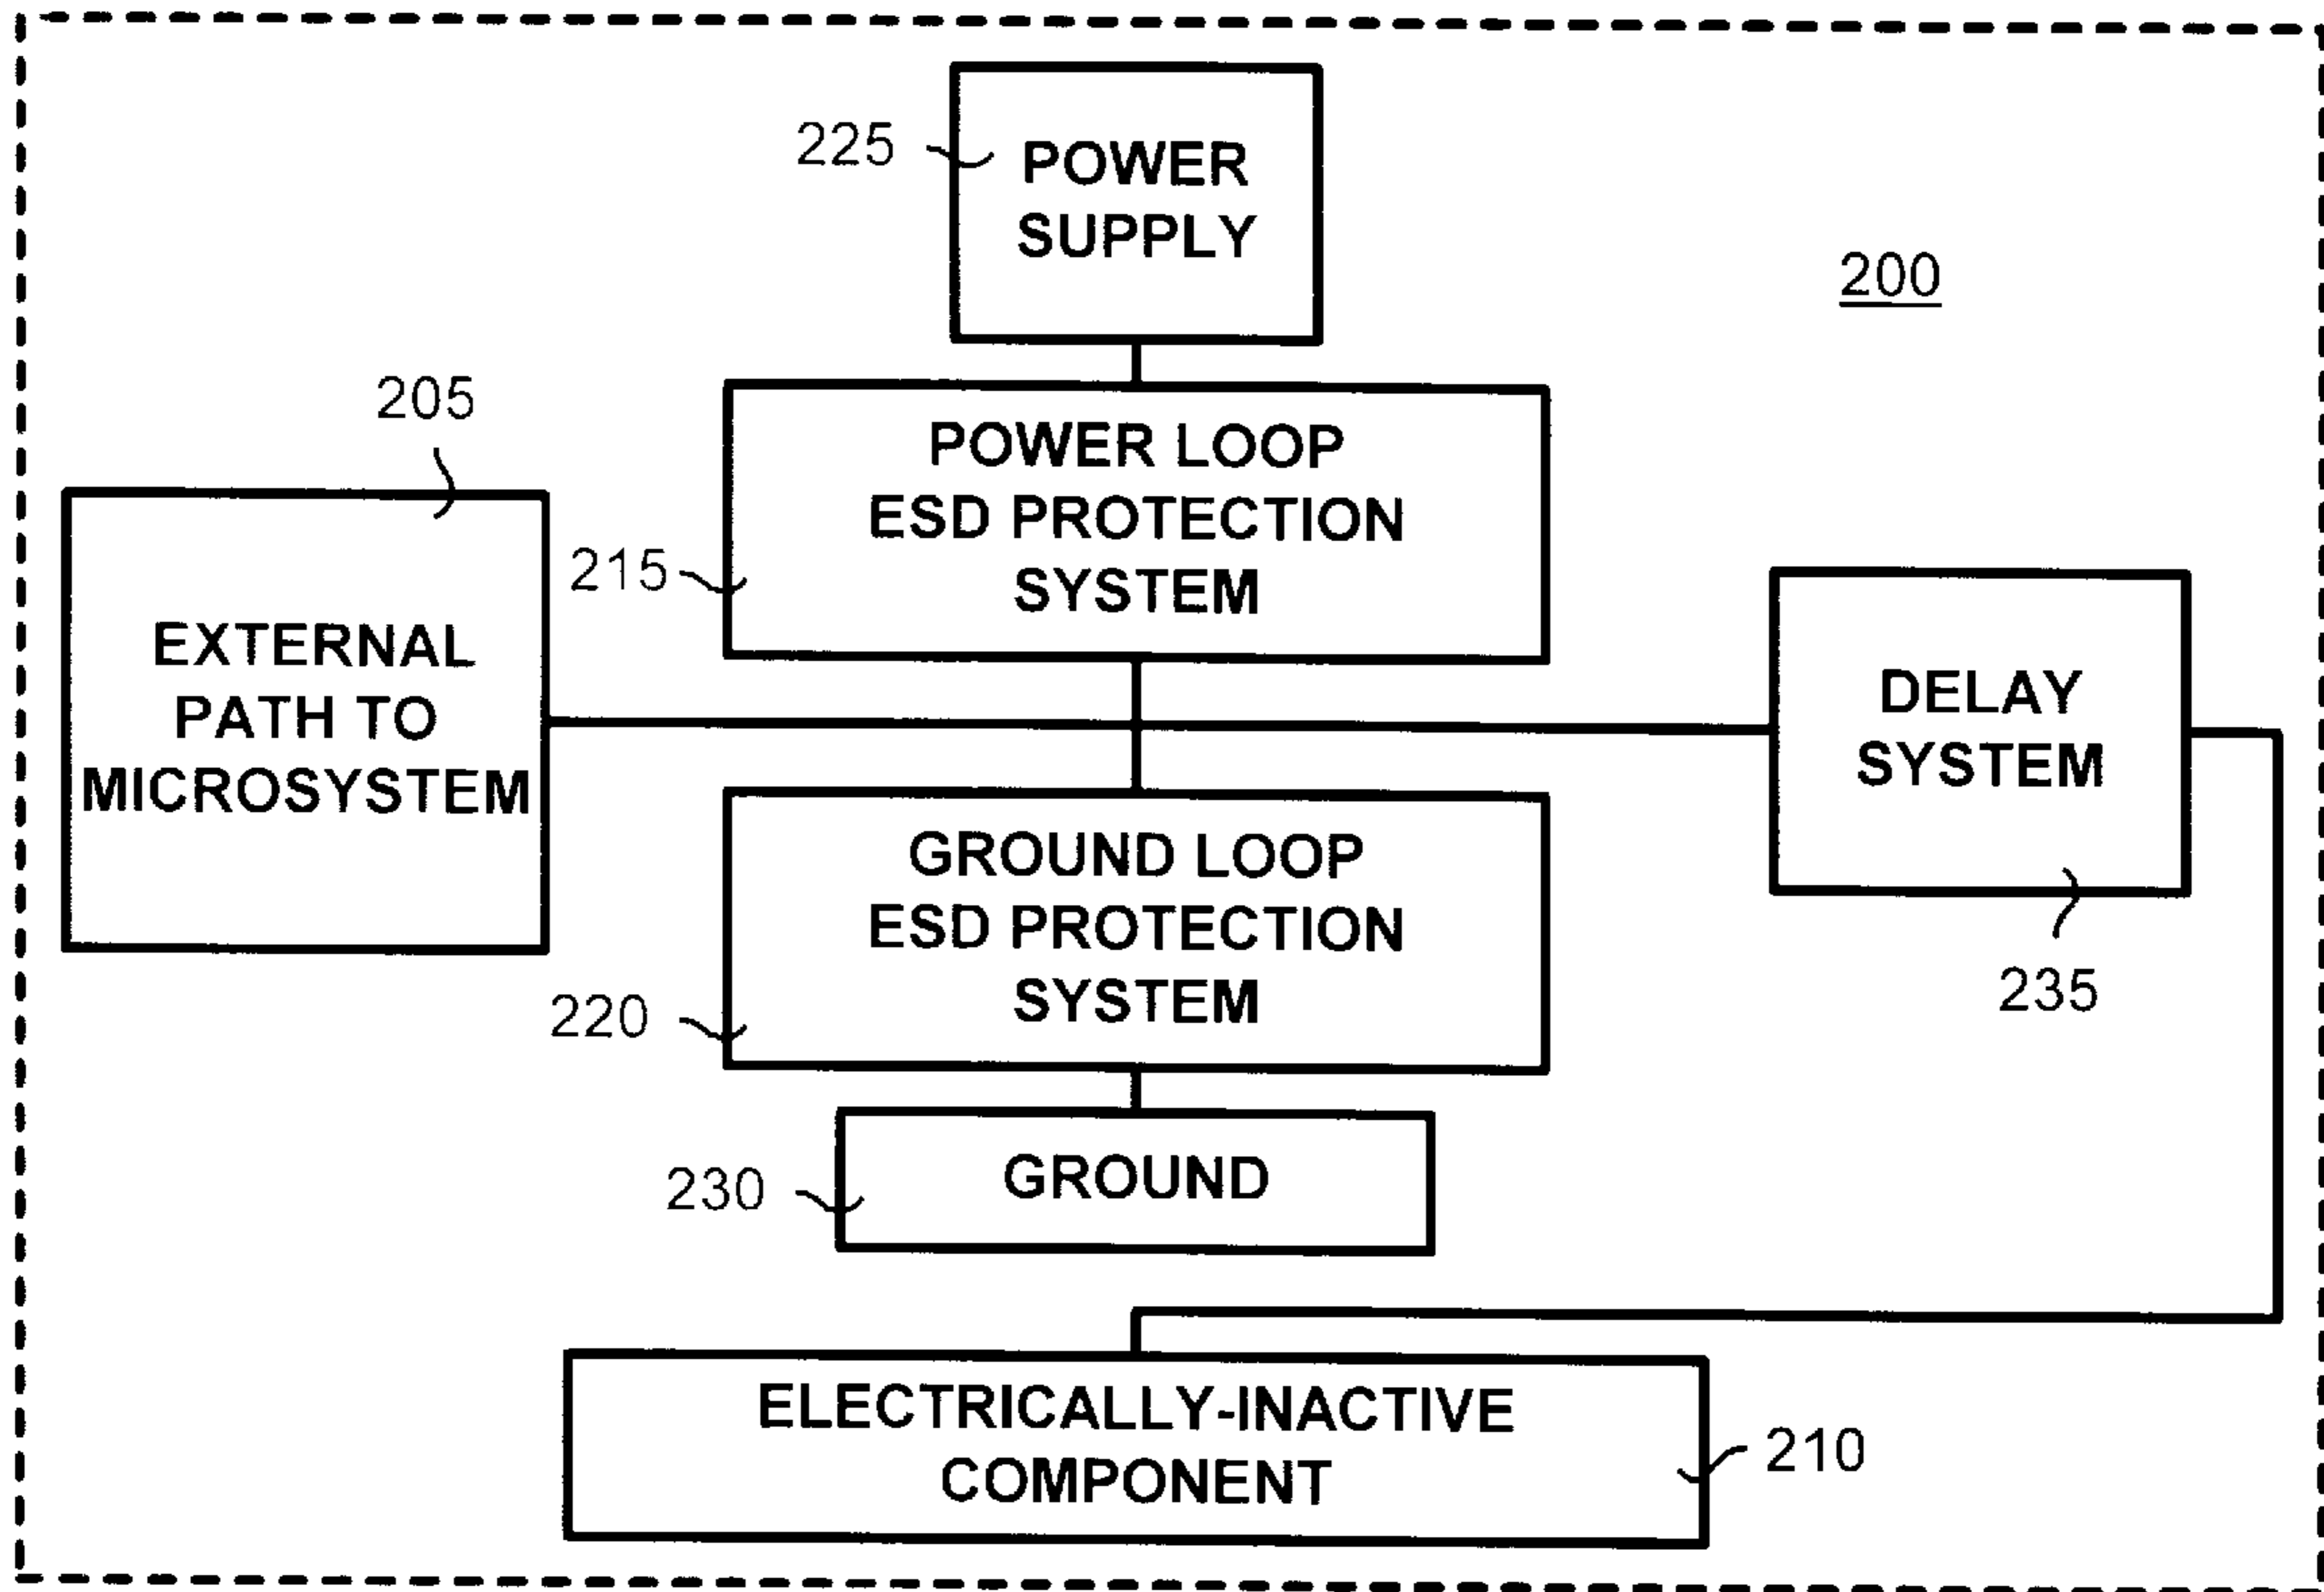 225
POWER
SUPPLY
200
205
POWER LOOP
ESD PROTECTION
SYSTEM
215
EXTERNAL
PATH TO
MICROSYSTEM
DELAY
SYSTEM
235
GROUND LOOP
ESD PROTECTION
SYSTEM
220
GROUND
230
ELECTRICALLY-INACTIVE
COMPONENT
210